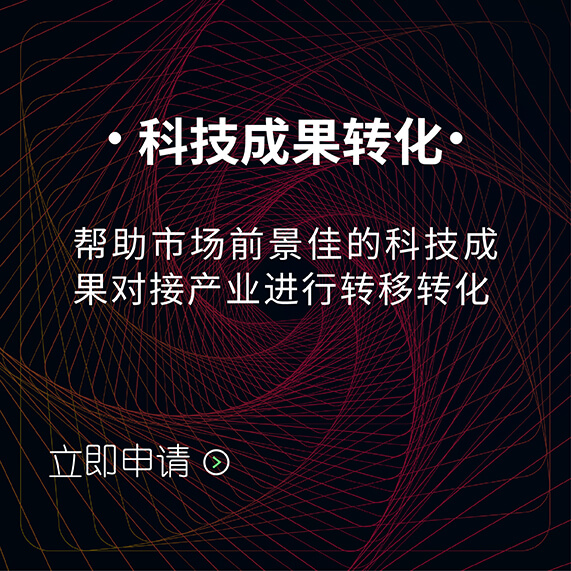 •科技成果转化•
帮助市场前景佳的科技成
果对接产业进行转移转化
立即申请